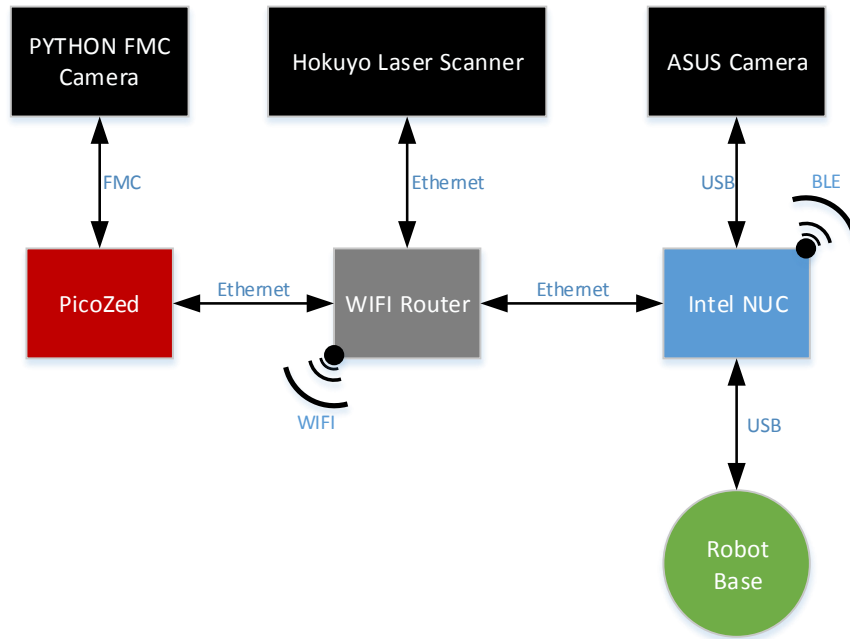 PYTHON FMC
Camera
Hokuyo Laser Scanner
ASUS Camera
FMC
Ethernet
USB
BLE
PicoZed
Ethernet
WIFI Router
Ethernet
Intel NUC
WIFI
USB
Robot
Base